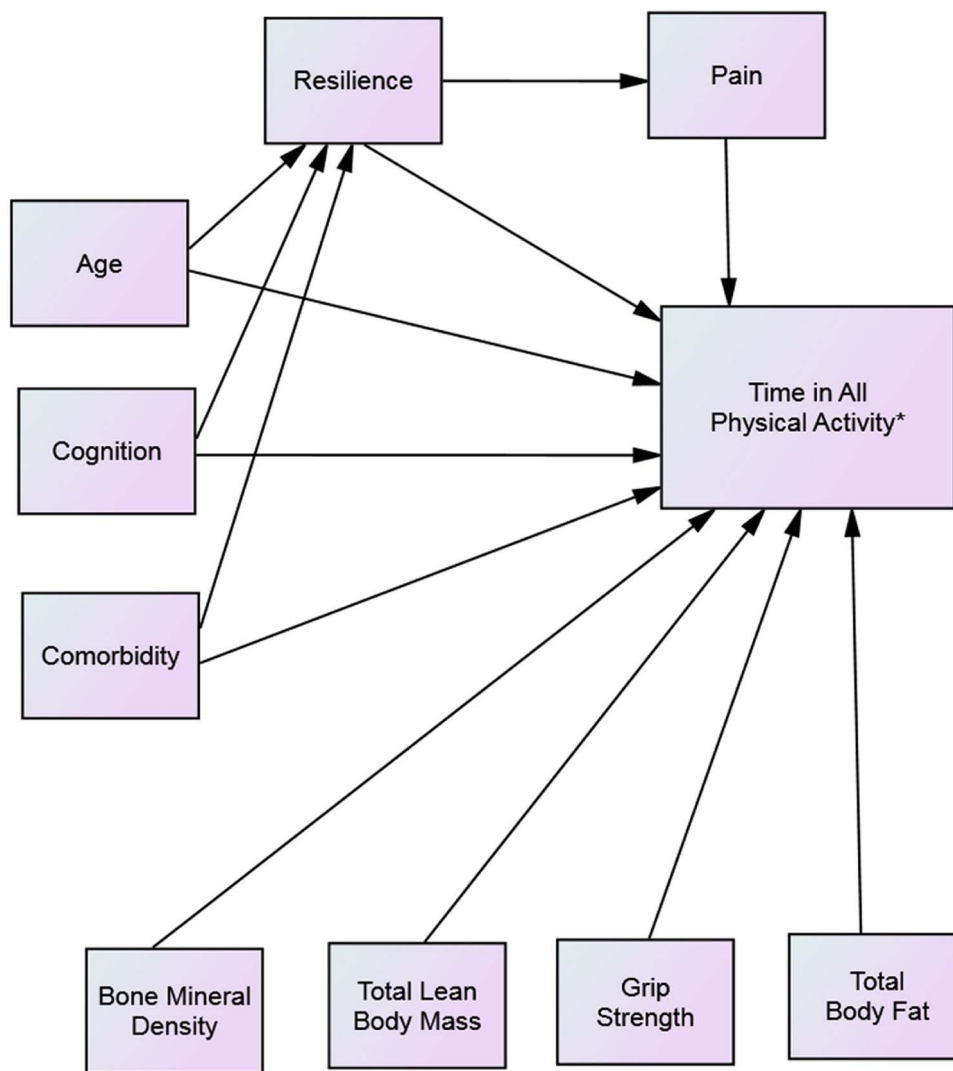 Resilience
Pain
Age
Time in All
Physical Activity*
Cognition
Comorbidity
Bone Mineral
Density
Total Lean
Body Mass
Grip
Strength
Total
Body Fat